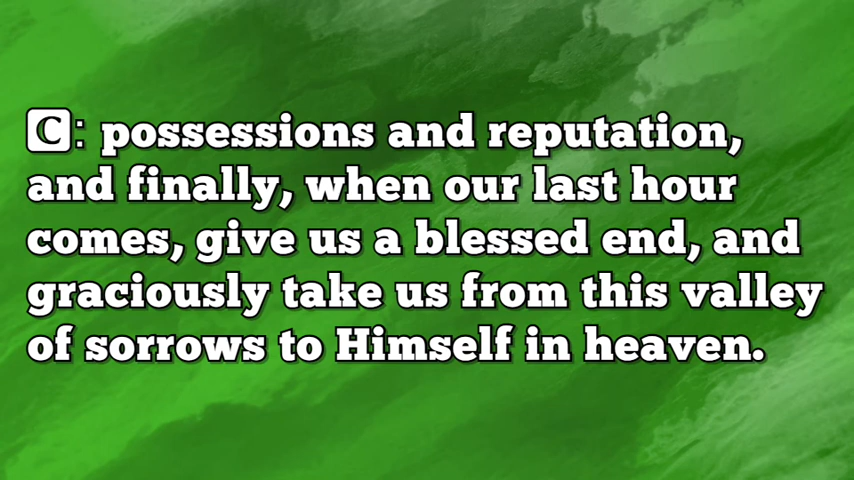 C: possessions and reputation,
and finally, when our last hour
comes, give us a blessed end, and
graciously take us from this valley
of sorrows to Himself in heaven.